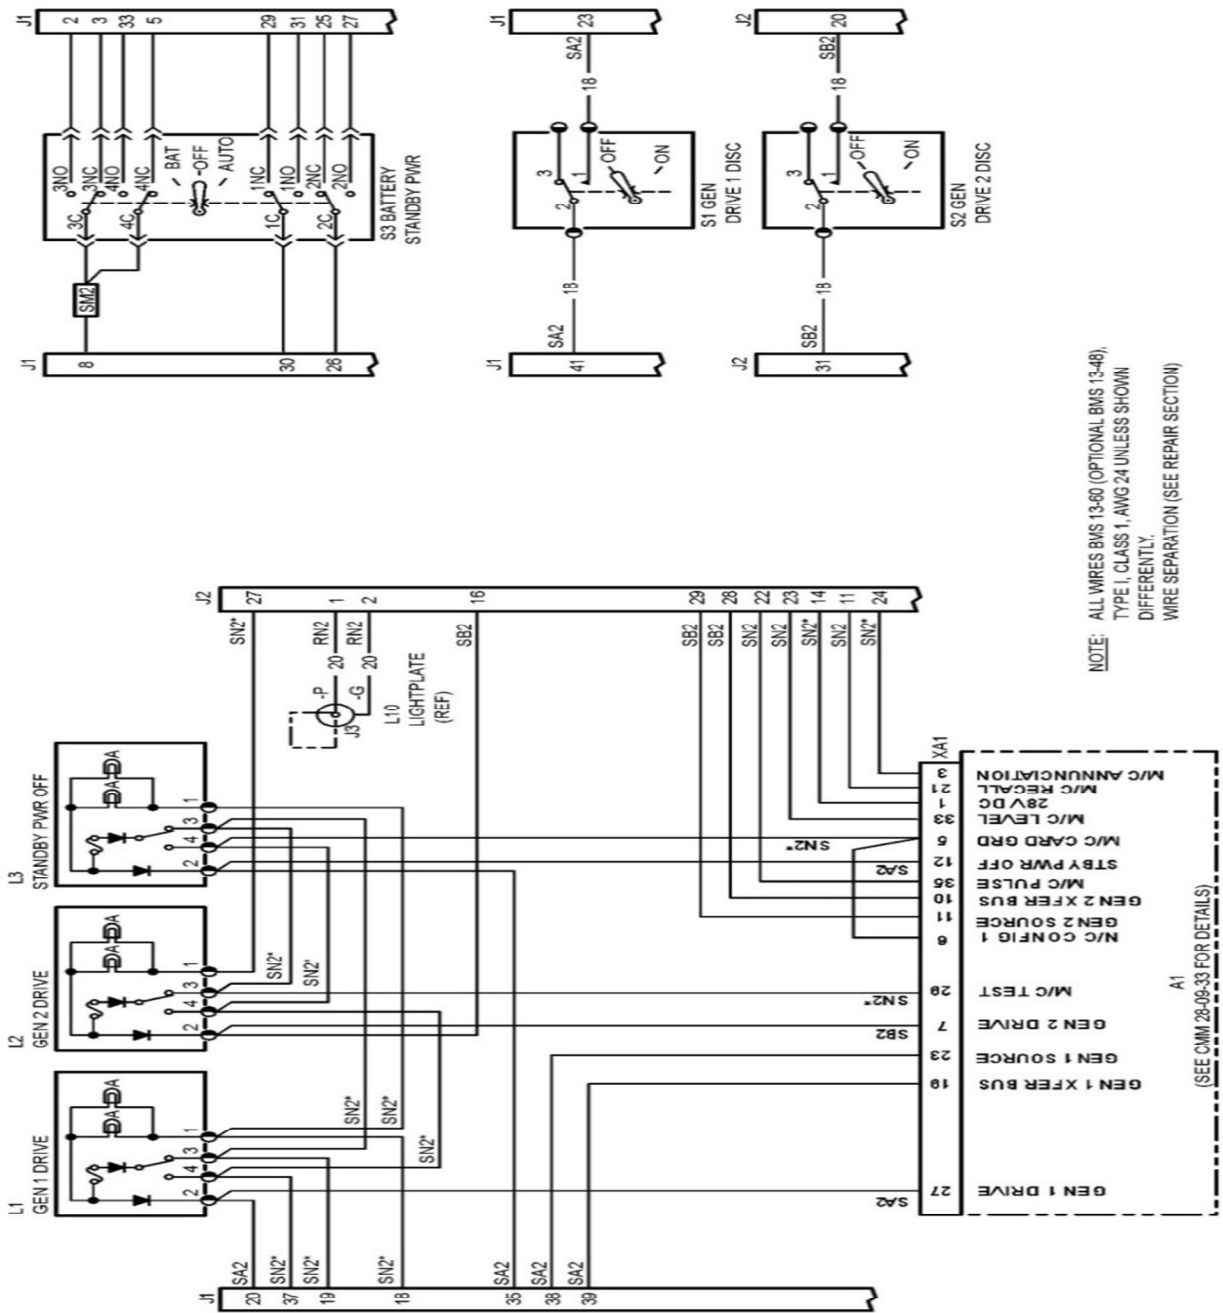 L1
GEN 1 DRIVE
A
A
2
4
3
1
L2
GEN 2 DRIVE
A
A
2
4
3
1
L3
STANDBY PWR OFF
A
A
2
4
3
1
J1
20
SA2
37
SN2*
19
SN2*
18
SN2*
35
SA2
38
SA2
39
SA2
SN2*
SN2*
SN2*
SN2*
SN2*
J2
27
SN2*
1
RN2
20
-P
2
RN2
20
-G
J3
L10
LIGHTPLATE
(REF)
16
SB2
29
SB2
28
SB2
22
SN2
23
SN2
14
SN2*
11
SN2
24
SN2*
XA1
3 M/C ANNUNCIATION
21 M/C RECALL
1 28V DC
33 M/C LEVEL
SN2* 5 M/C CARD GRD
SA2 12 STBY PWR OFF
35 M/C PULSE
10 GEN 2 XFER BUS
11 GEN 2 SOURCE
6 N/C CONFIG 1
SN2* 29 M/C TEST
SB2 7 GEN 2 DRIVE
23 GEN 1 SOURCE
19 GEN 1 XFER BUS
SA2 27 GEN 1 DRIVE
A1
(SEE CMM 28-09-33 FOR DETAILS)
J1
8
30
26
SM2
3C
4C
1C
2C
3NO
3NC
4NO
4NC
1NC
1NO
2NC
2NO
BAT
OFF
AUTO
S3 BATTERY
STANDBY PWR
J1
2
3
33
5
29
31
25
27
J1
41
SA2
18
2
3
1
OFF
ON
18
SA2
J1
23
S1 GEN
DRIVE 1 DISC
J2
31
SB2
18
2
3
1
OFF
ON
18
SB2
J2
20
S2 GEN
DRIVE 2 DISC
NOTE: ALL WIRES BMS 13-60 (OPTIONAL BMS 13-48),
TYPE I, CLASS 1, AWG 24 UNLESS SHOWN
DIFFERENTLY.
WIRE SEPARATION (SEE REPAIR SECTION)